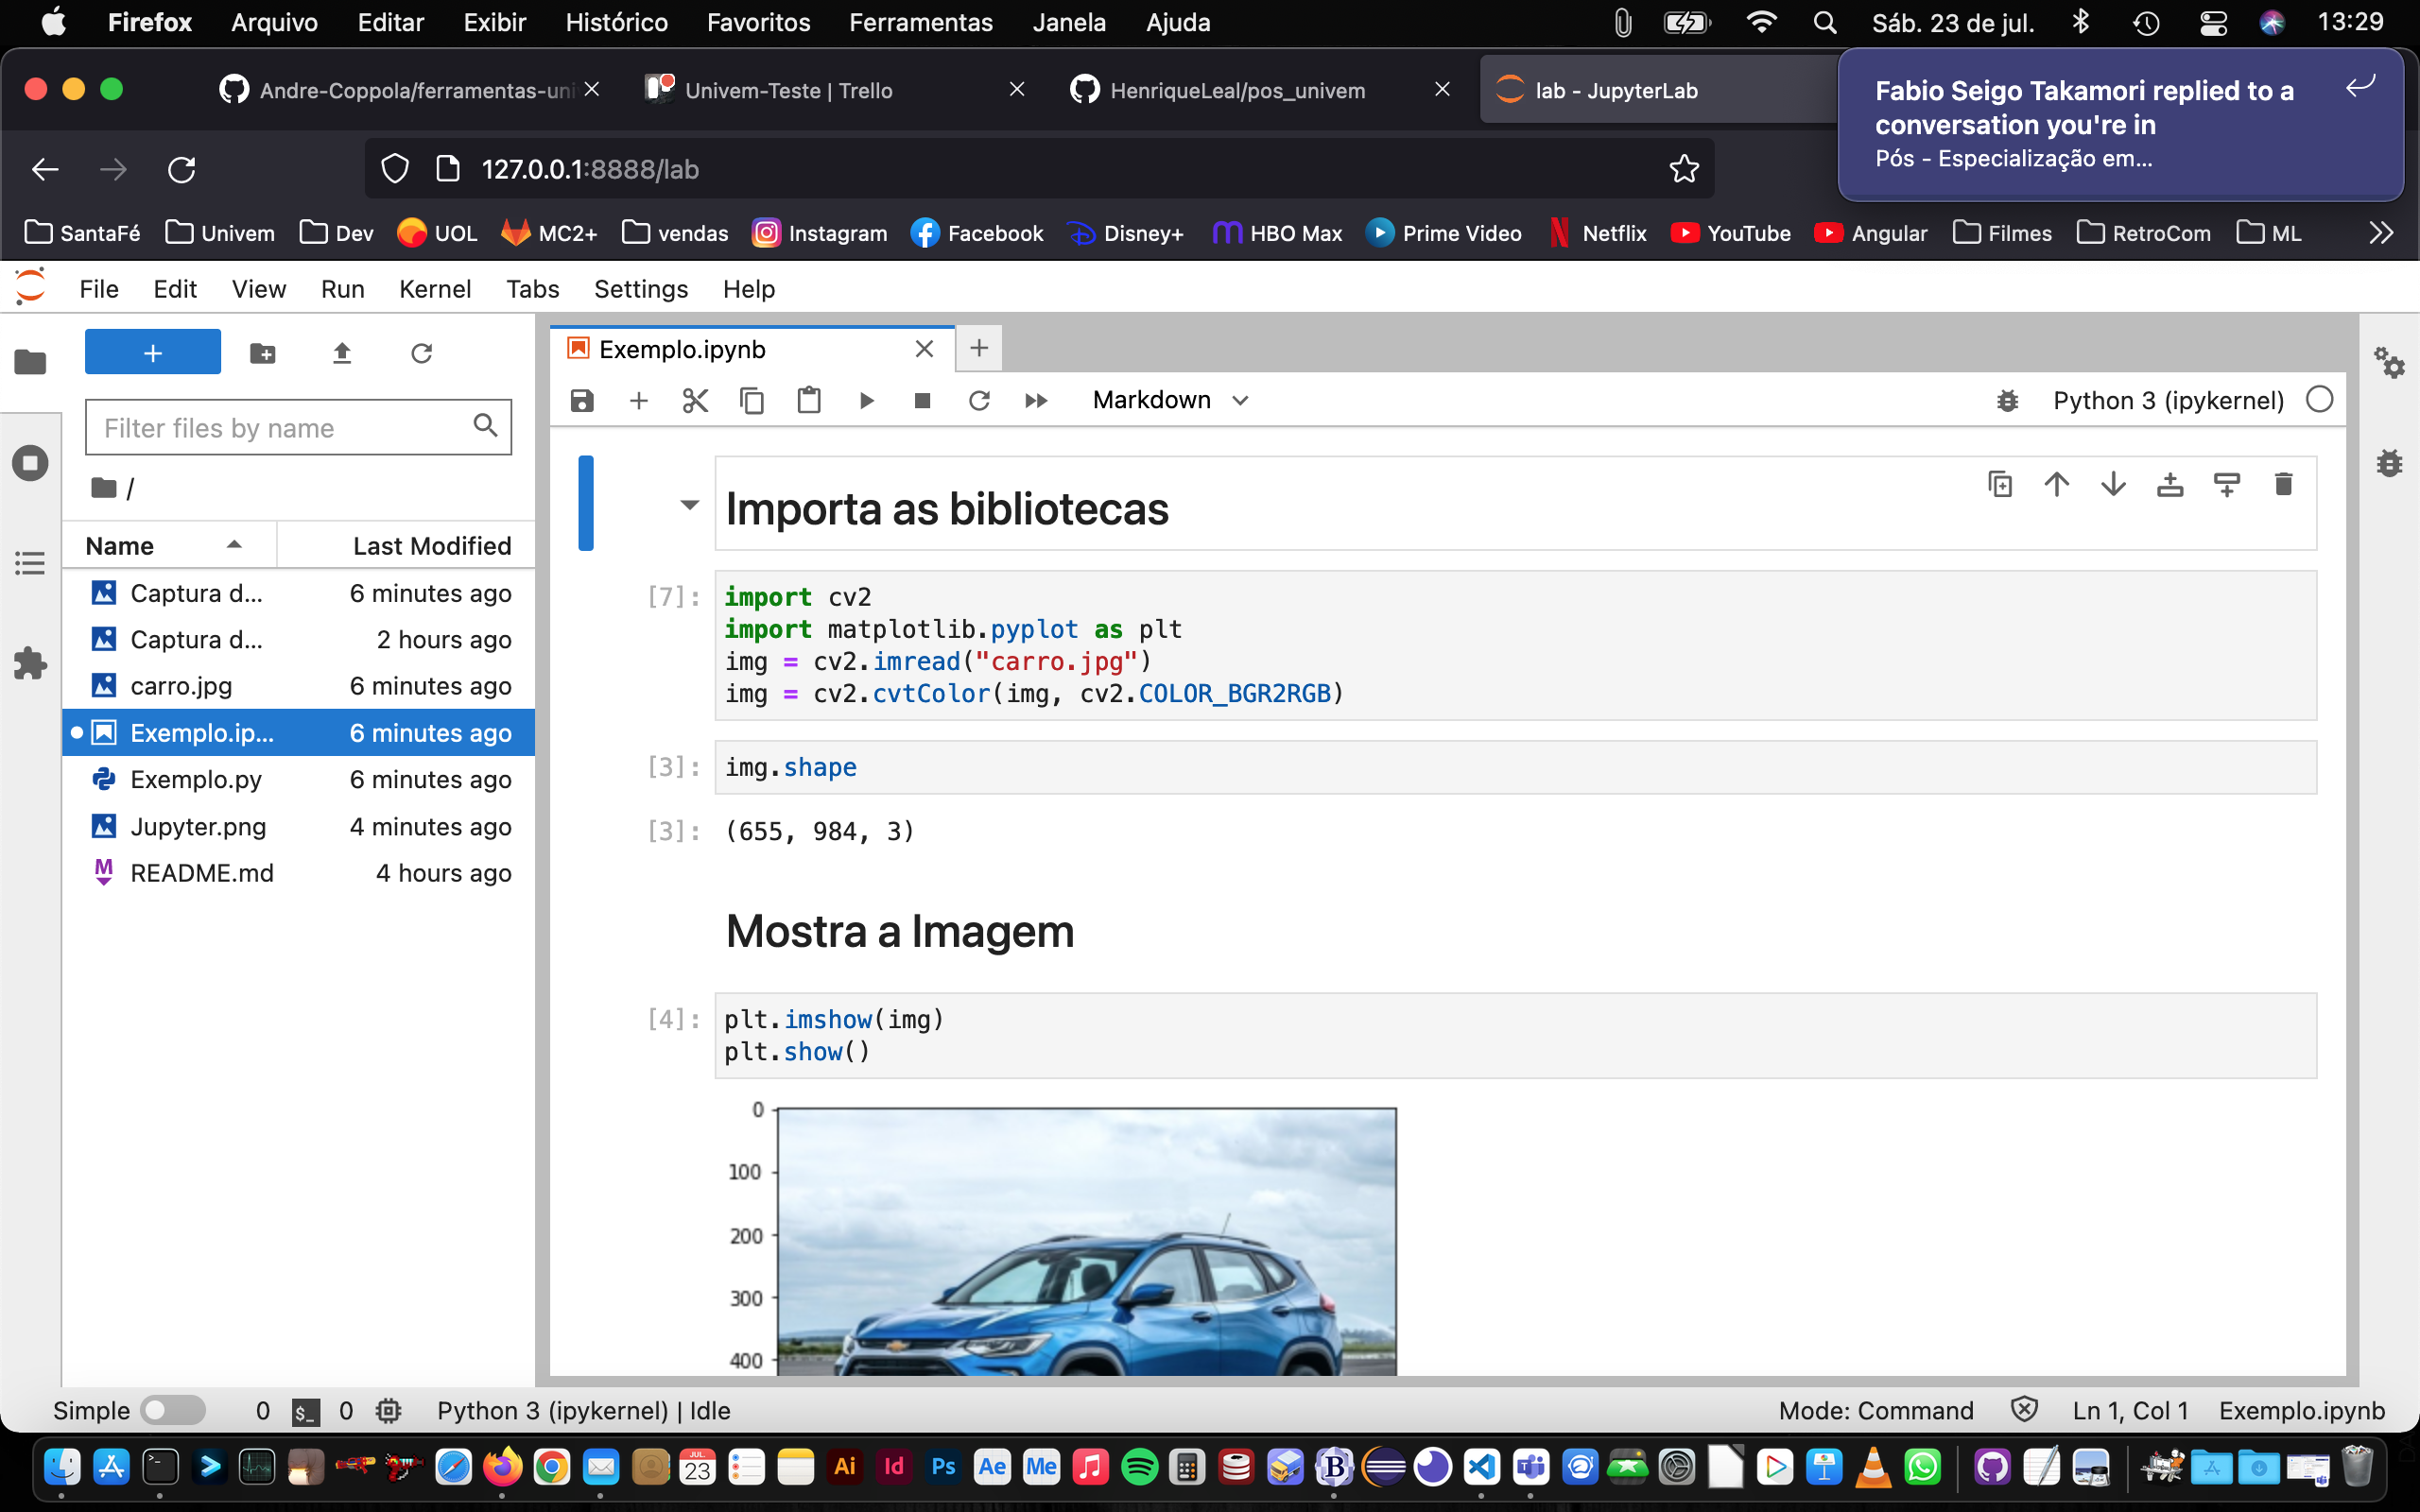 Firefox Arquivo Editar Exibir Histórico Favoritos Ferramentas Janela Ajuda Sáb. 23 de jul. 13:29
Andre-Coppola/ferramentas-uni Univem-Teste | Trello HenriqueLeal/pos_univem lab - JupyterLab
Fabio Seigo Takamori replied to a
conversation you're in
Pós - Especialização em...
127.0.0.1:8888/lab
SantaFé Univem Dev UOL MC2+ vendas Instagram Facebook Disney+ HBO Max Prime Video Netflix YouTube Angular Filmes RetroCom ML
File Edit View Run Kernel Tabs Settings Help
+
Filter files by name
/
Name Last Modified
Captura d... 6 minutes ago
Captura d... 2 hours ago
carro.jpg 6 minutes ago
Exemplo.ip... 6 minutes ago
Exemplo.py 6 minutes ago
Jupyter.png 4 minutes ago
README.md 4 hours ago
Exemplo.ipynb
Markdown Python 3 (ipykernel)
Importa as bibliotecas
[7]: import cv2
import matplotlib.pyplot as plt
img = cv2.imread("carro.jpg")
img = cv2.cvtColor(img, cv2.COLOR_BGR2RGB)
[3]: img.shape
[3]: (655, 984, 3)
Mostra a Imagem
[4]: plt.imshow(img)
plt.show()
0
100
200
300
400
Simple 0 $_ 0 Python 3 (ipykernel) | Idle Mode: Command Ln 1, Col 1 Exemplo.ipynb
JUL. 23 Ai Id Ps Ae Me B